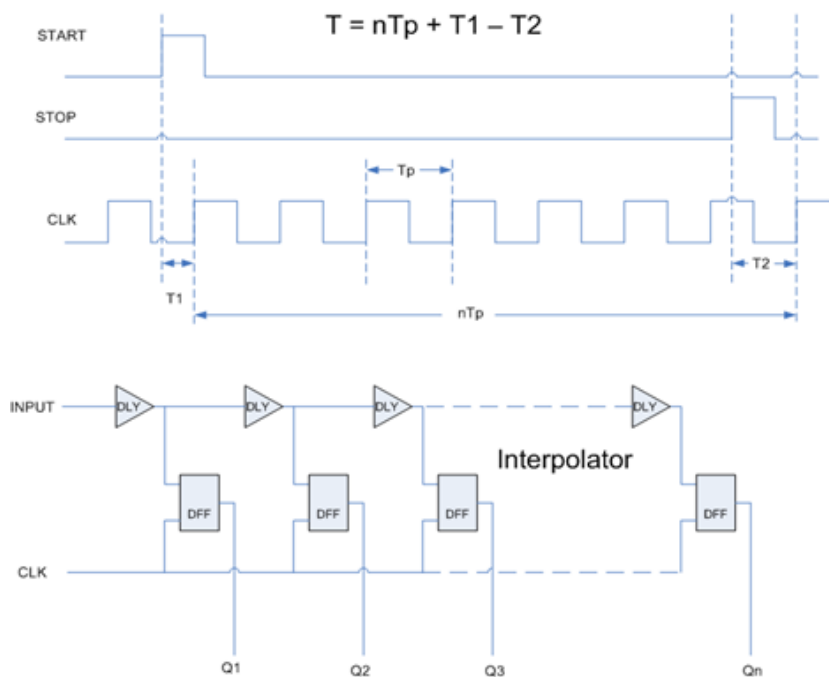 T = nTp + T1 – T2
START
STOP
Tp
CLK
T1
T2
nTp
INPUT
DLY
DLY
DLY
DLY
Interpolator
DFF
DFF
DFF
DFF
CLK
Q1
Q2
Q3
Qn